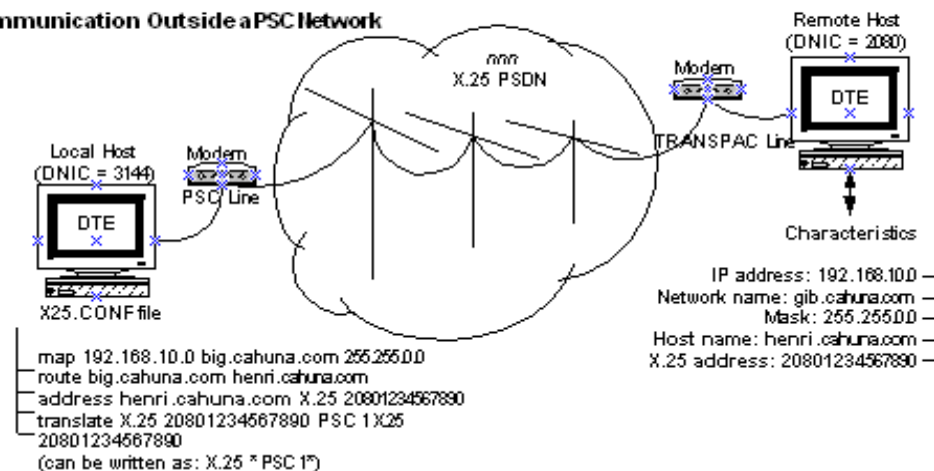 mmunication Outside a PSC Network
Remote Host
(DNIC = 2080)
nnn
X.25 PSDN
Modem
DTE
TRANSPAC Line
Local Host
(DNIC = 3144)
Modem
PSC Line
DTE
X25.CONF file
Characteristics
IP address: 192.168.10.0
Network name: gib.cahuna.com
Mask: 255.255.0.0
Host name: henri.cahuna.com
X.25 address: 20801234567890
map 192.168.10.0 big.cahuna.com 255.255.0.0
route big.cahuna.com henri.cahuna.com
address henri.cahuna.com X.25 20801234567890
translate X.25 20801234567890 PSC 1 X25
20801234567890
(can be written as: X.25 * PSC 1*)